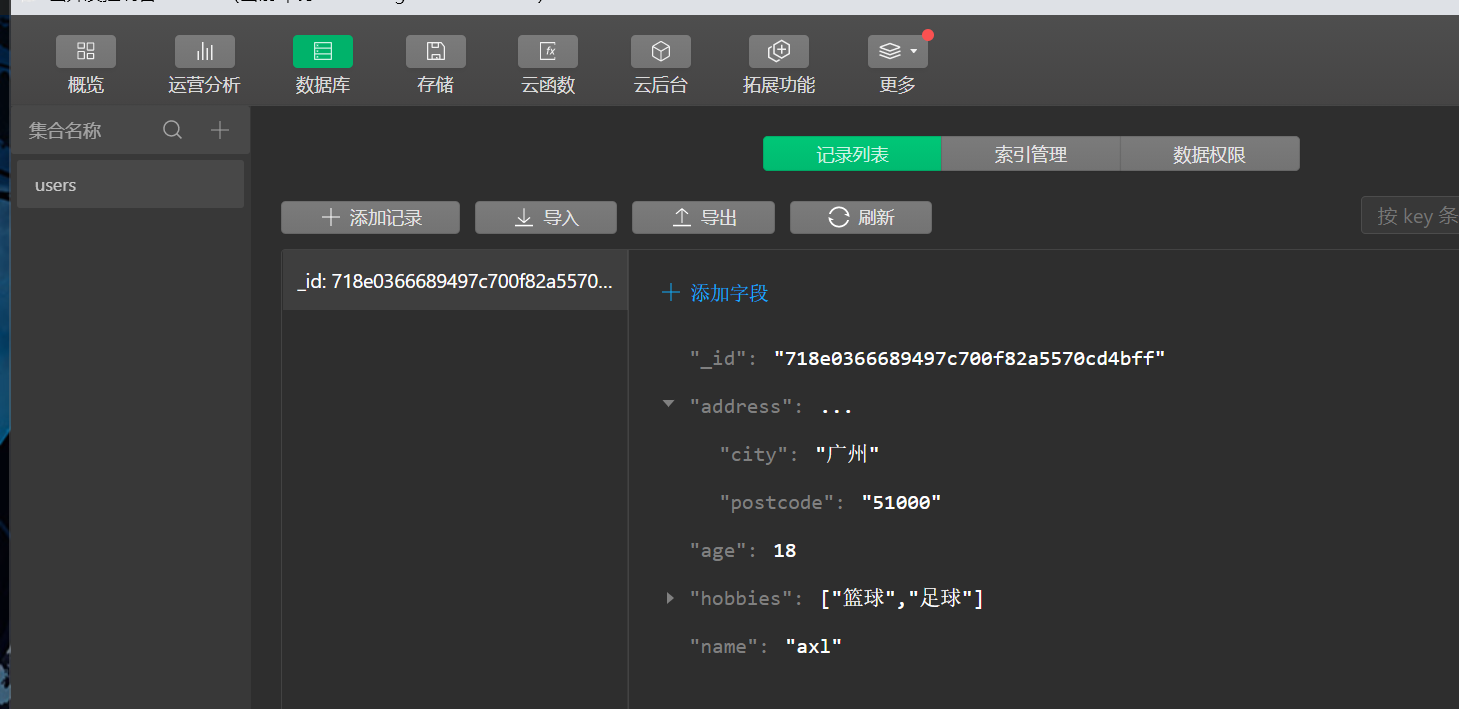 概览 运营分析 数据库 存储 云函数 云后台 拓展功能 更多
集合名称
users
记录列表 索引管理 数据权限
添加记录 导入 导出 刷新 按 key 条
_id: 718e0366689497c700f82a5570...
添加字段
"_id": "718e0366689497c700f82a5570cd4bff"
"address": ...
"city": "广州"
"postcode": "51000"
"age": 18
"hobbies": ["篮球","足球"]
"name": "axl"